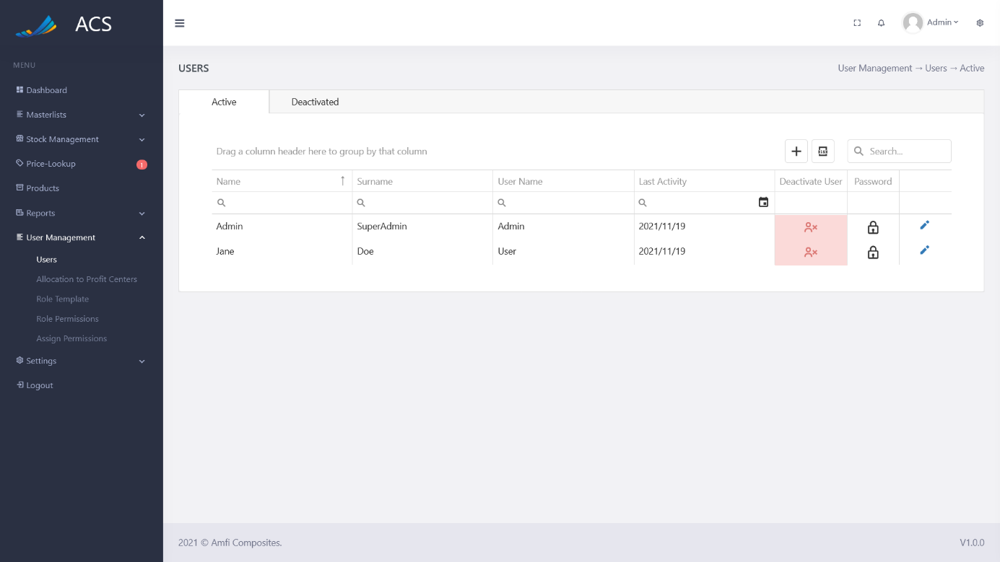 ACS
MENU
Dashboard
Masterlists
Stock Management
Price-Lookup 1
Products
Reports
User Management
Users
Allocation to Profit Centers
Role Template
Role Permissions
Assign Permissions
Settings
Logout
Admin
USERS
User Management → Users → Active
Active Deactivated
Drag a column header here to group by that column
XLSX
Search...
Name Surname User Name Last Activity Deactivate User Password
Admin SuperAdmin Admin 2021/11/19
Jane Doe User 2021/11/19
2021 © Amfi Composites.
V1.0.0